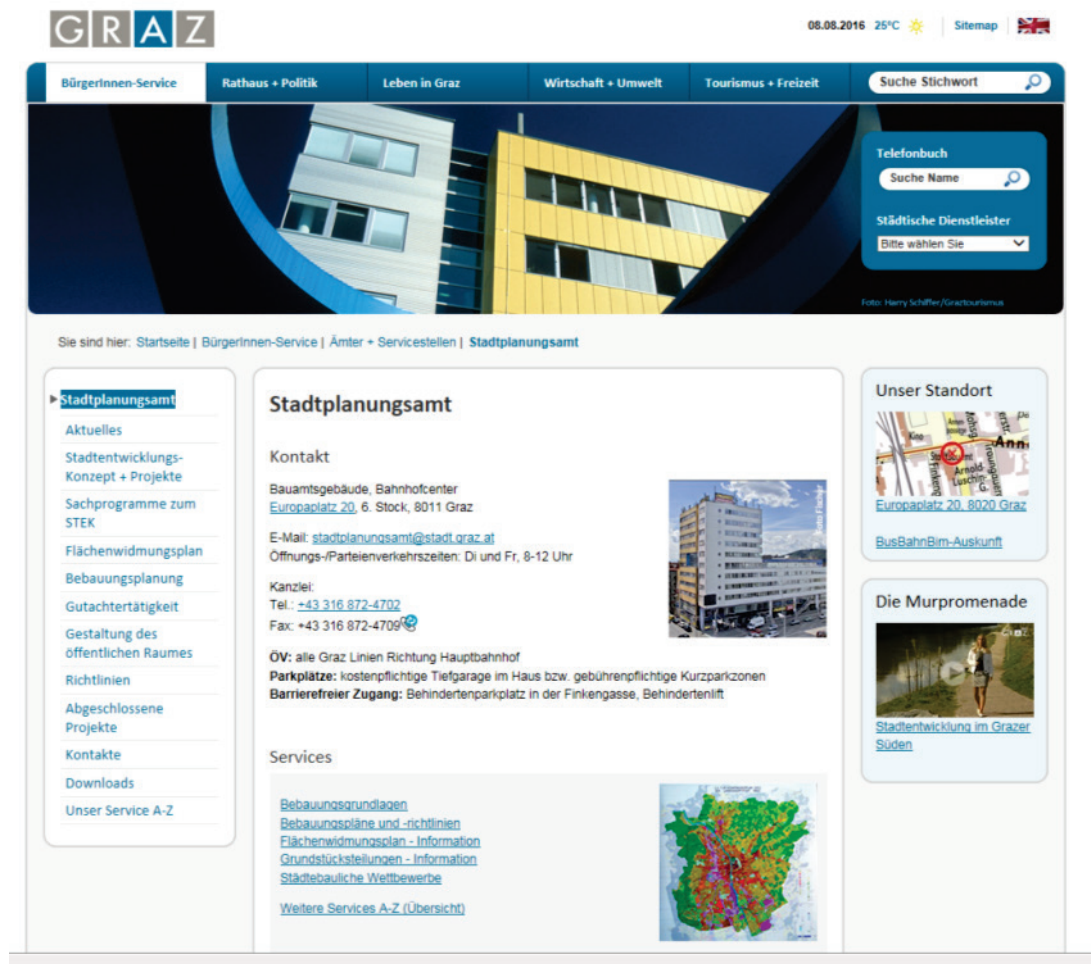 GRAZ
08.08.2016 25°C Sitemap
BürgerInnen-Service Rathaus + Politik Leben in Graz Wirtschaft + Umwelt Tourismus + Freizeit Suche Stichwort
Telefonbuch
Suche Name
Städtische Dienstleister
Bitte wählen Sie
Foto: Harry Schiffer/Graztourismus
Sie sind hier: Startseite | BürgerInnen-Service | Ämter + Servicestellen | Stadtplanungsamt
Stadtplanungsamt
Aktuelles
Stadtentwicklungs-
Konzept + Projekte
Sachprogramme zum
STEK
Flächenwidmungsplan
Bebauungsplanung
Gutachtertätigkeit
Gestaltung des
öffentlichen Raumes
Richtlinien
Abgeschlossene
Projekte
Kontakte
Downloads
Unser Service A-Z
Stadtplanungsamt
Kontakt
Bauamtsgebäude, Bahnhofcenter
Europaplatz 20, 6. Stock, 8011 Graz
E-Mail: stadtplanungsamt@stadt.graz.at
Öffnungs-/Parteienverkehrszeiten: Di und Fr, 8-12 Uhr
Kanzlei:
Tel.: +43 316 872-4702
Fax: +43 316 872-4709
Foto Fischer
ÖV: alle Graz Linien Richtung Hauptbahnhof
Parkplätze: kostenpflichtige Tiefgarage im Haus bzw. gebührenpflichtige Kurzparkzonen
Barrierefreier Zugang: Behindertenparkplatz in der Finkengasse, Behindertenlift
Services
Bebauungsgrundlagen
Bebauungspläne und -richtlinien
Flächenwidmungsplan - Information
Grundstücksteilungen - Information
Städtebauliche Wettbewerbe
Weitere Services A-Z (Übersicht)
Unser Standort
Kino
Ann
Arnold
Luschin-
Europaplatz 20, 8020 Graz
BusBahnBim-Auskunft
Die Murpromenade
GRAZ
Stadtentwicklung im Grazer
Süden